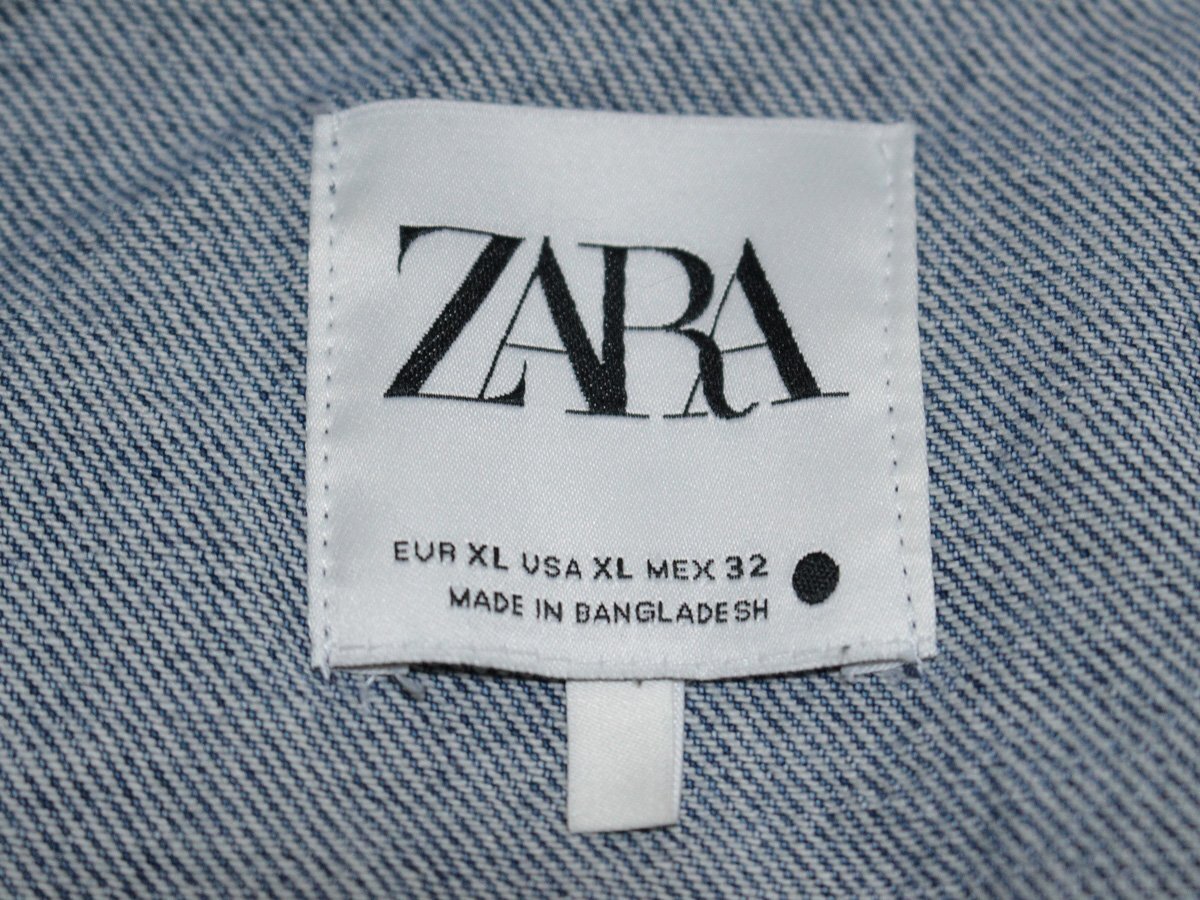 ZARA
EUR XL USA XL MEX 32
MADE IN BANGLADESH